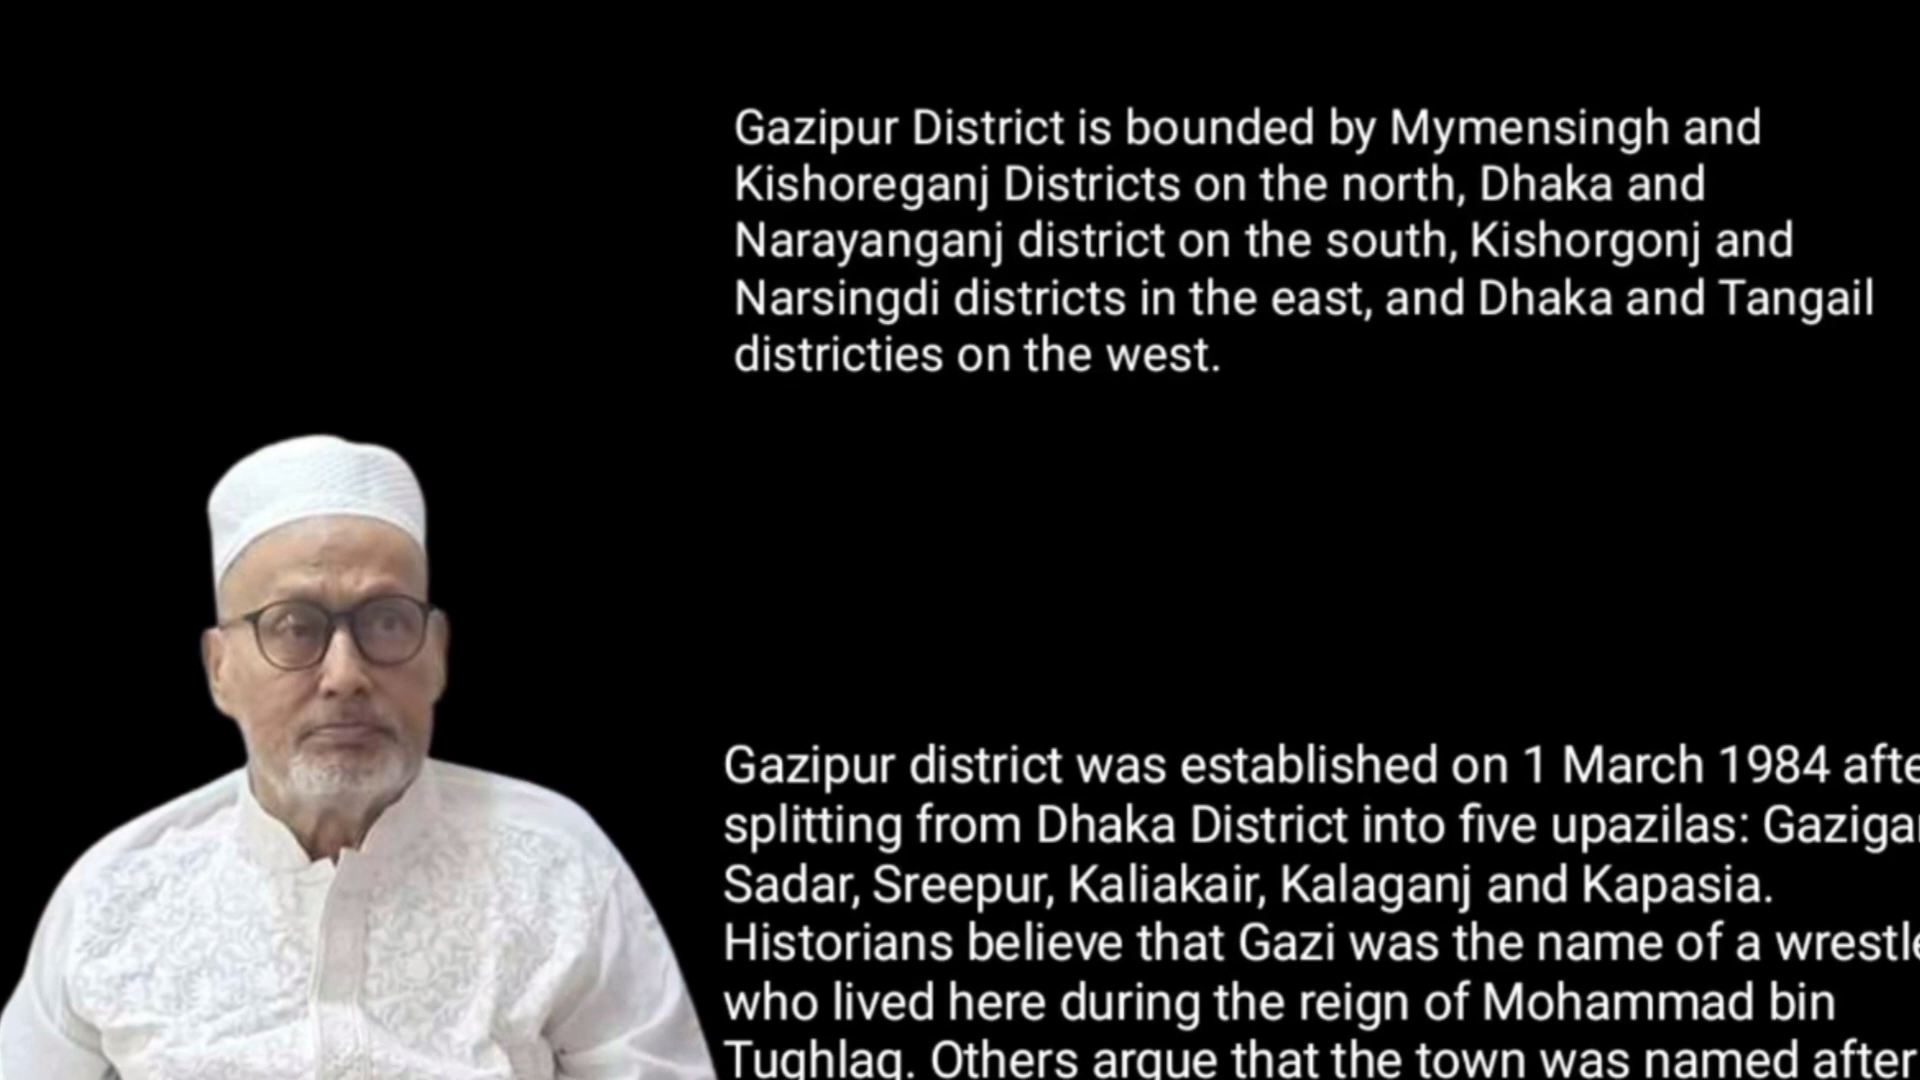 Gazipur District is bounded by Mymensingh and
Kishoreganj Districts on the north, Dhaka and
Narayanganj district on the south, Kishorgonj and
Narsingdi districts in the east, and Dhaka and Tangail
districties on the west.
Gazipur district was established on 1 March 1984
splitting from Dhaka District into five upazilas:
Sadar, Sreepur, Kaliakair, Kalaganj and Kapasia.
Historians believe that Gazi was the name of a
who lived here during the reign of Mohammad bin
Tughlaq. Others argue that the town was named after